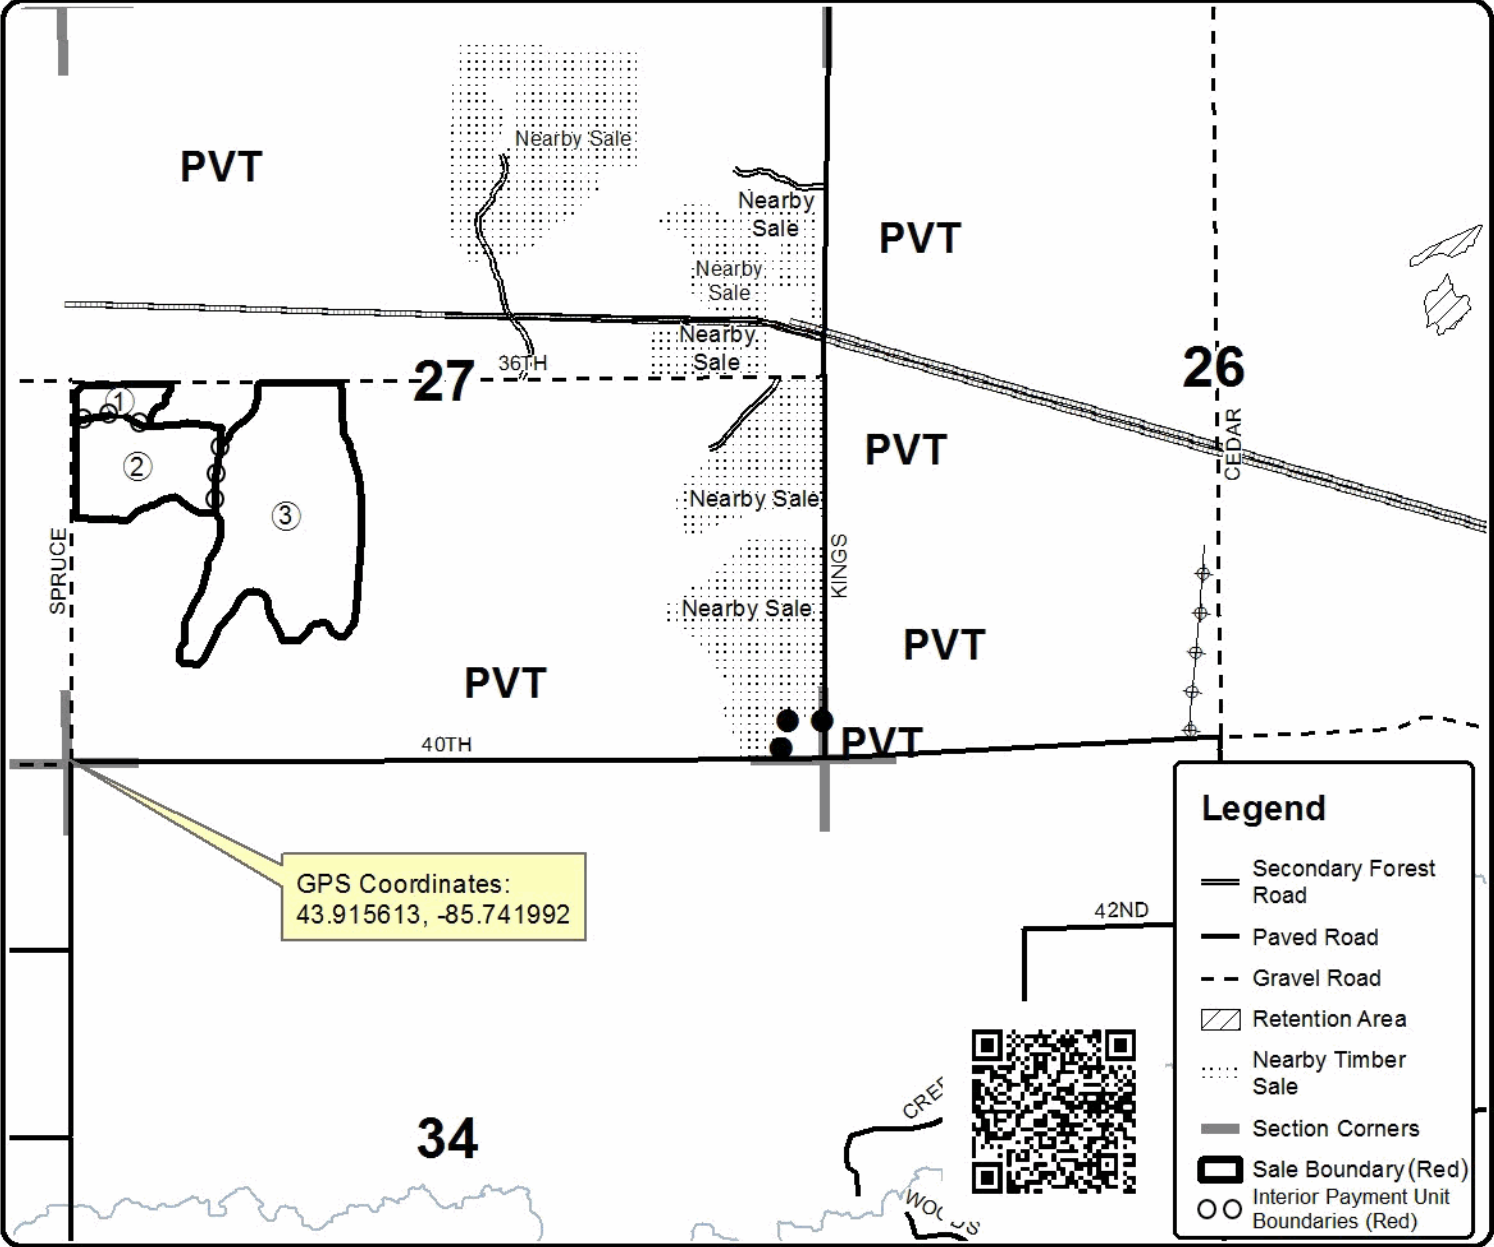 Nearby Sale
PVT
Nearby
Sale
PVT
Nearby
Sale
Nearby
Sale
36TH
27
26
1
CEDAR
PVT
2
Nearby Sale
3
SPRUCE
KINGS
Nearby Sale
PVT
PVT
40TH
PVT
GPS Coordinates:
43.915613, -85.741992
42ND
34
WOODS
Legend
Secondary Forest
Road
Paved Road
Gravel Road
Retention Area
Nearby Timber
Sale
Section Corners
Sale Boundary (Red)
Interior Payment Unit
Boundaries (Red)